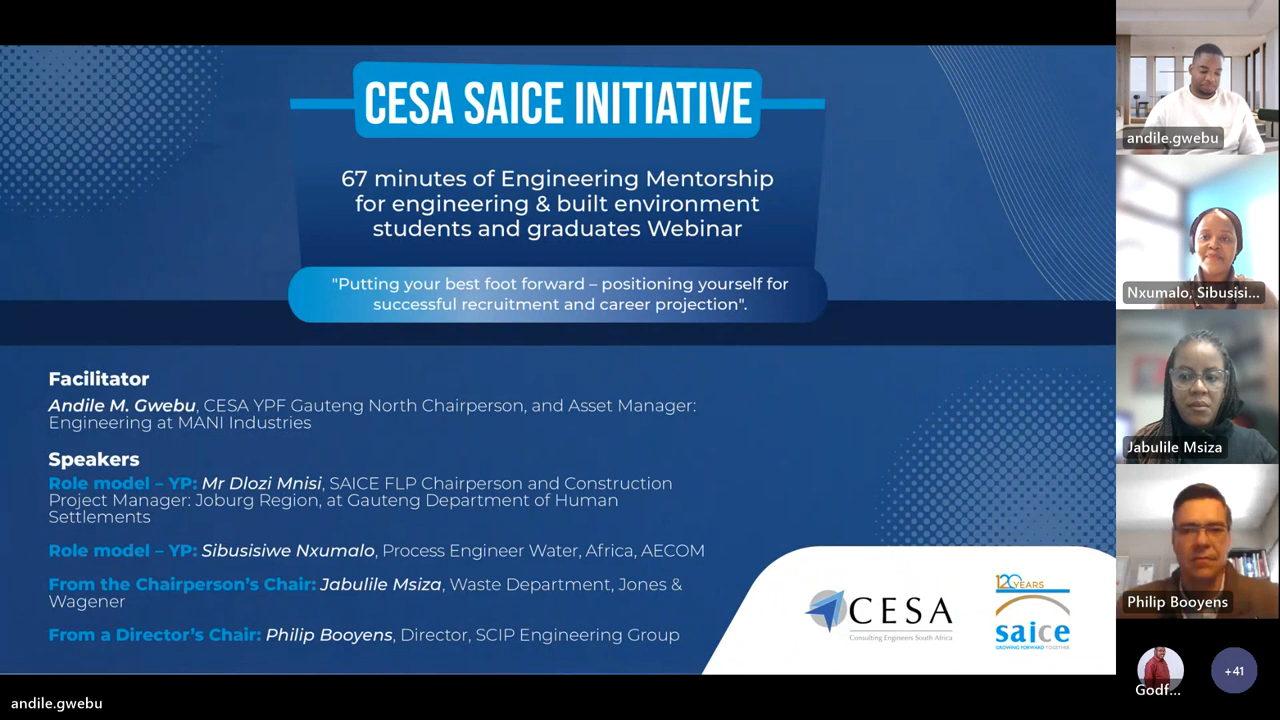 CESA SAICE INITIATIVE
67 minutes of Engineering Mentorship
for engineering & built environment
students and graduates Webinar
"Putting your best foot forward – positioning yourself for
successful recruitment and career projection".
Facilitator
Andile M. Gwebu, CESA YPF Gauteng North Chairperson, and Asset Manager:
Engineering at MANI Industries
Speakers
Role model – YP: Mr Dlozi Mnisi, SAICE FLP Chairperson and Construction
Project Manager: Joburg Region, at Gauteng Department of Human
Settlements
Role model – YP: Sibusisiwe Nxumalo, Process Engineer Water, Africa, AECOM
From the Chairperson's Chair: Jabulile Msiza, Waste Department, Jones &
Wagener
From a Director's Chair: Philip Booyens, Director, SCIP Engineering Group
CESA
Consulting Engineers South Africa
120 YEARS
saice
GROWING FORWARD TOGETHER
andile.gwebu
andile.gwebu
Nxumalo, Sibusisi...
Jabulile Msiza
Philip Booyens
Godf...
+41